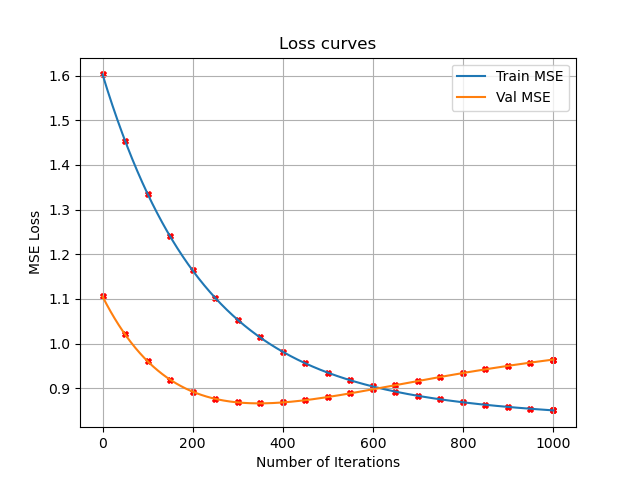 Loss curves
Train MSE
Val MSE
1.6
1.5
1.4
1.3
1.2
1.1
1.0
0.9
MSE Loss
0 200 400 600 800 1000
Number of Iterations